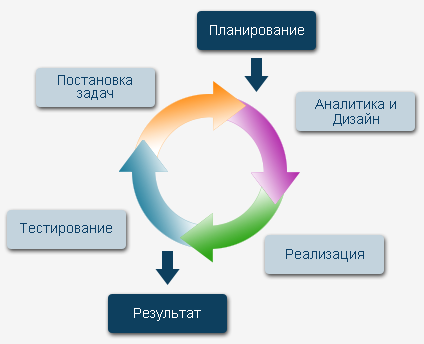 Планирование
Постановка
задач
Аналитика и
Дизайн
Тестирование
Реализация
Результат